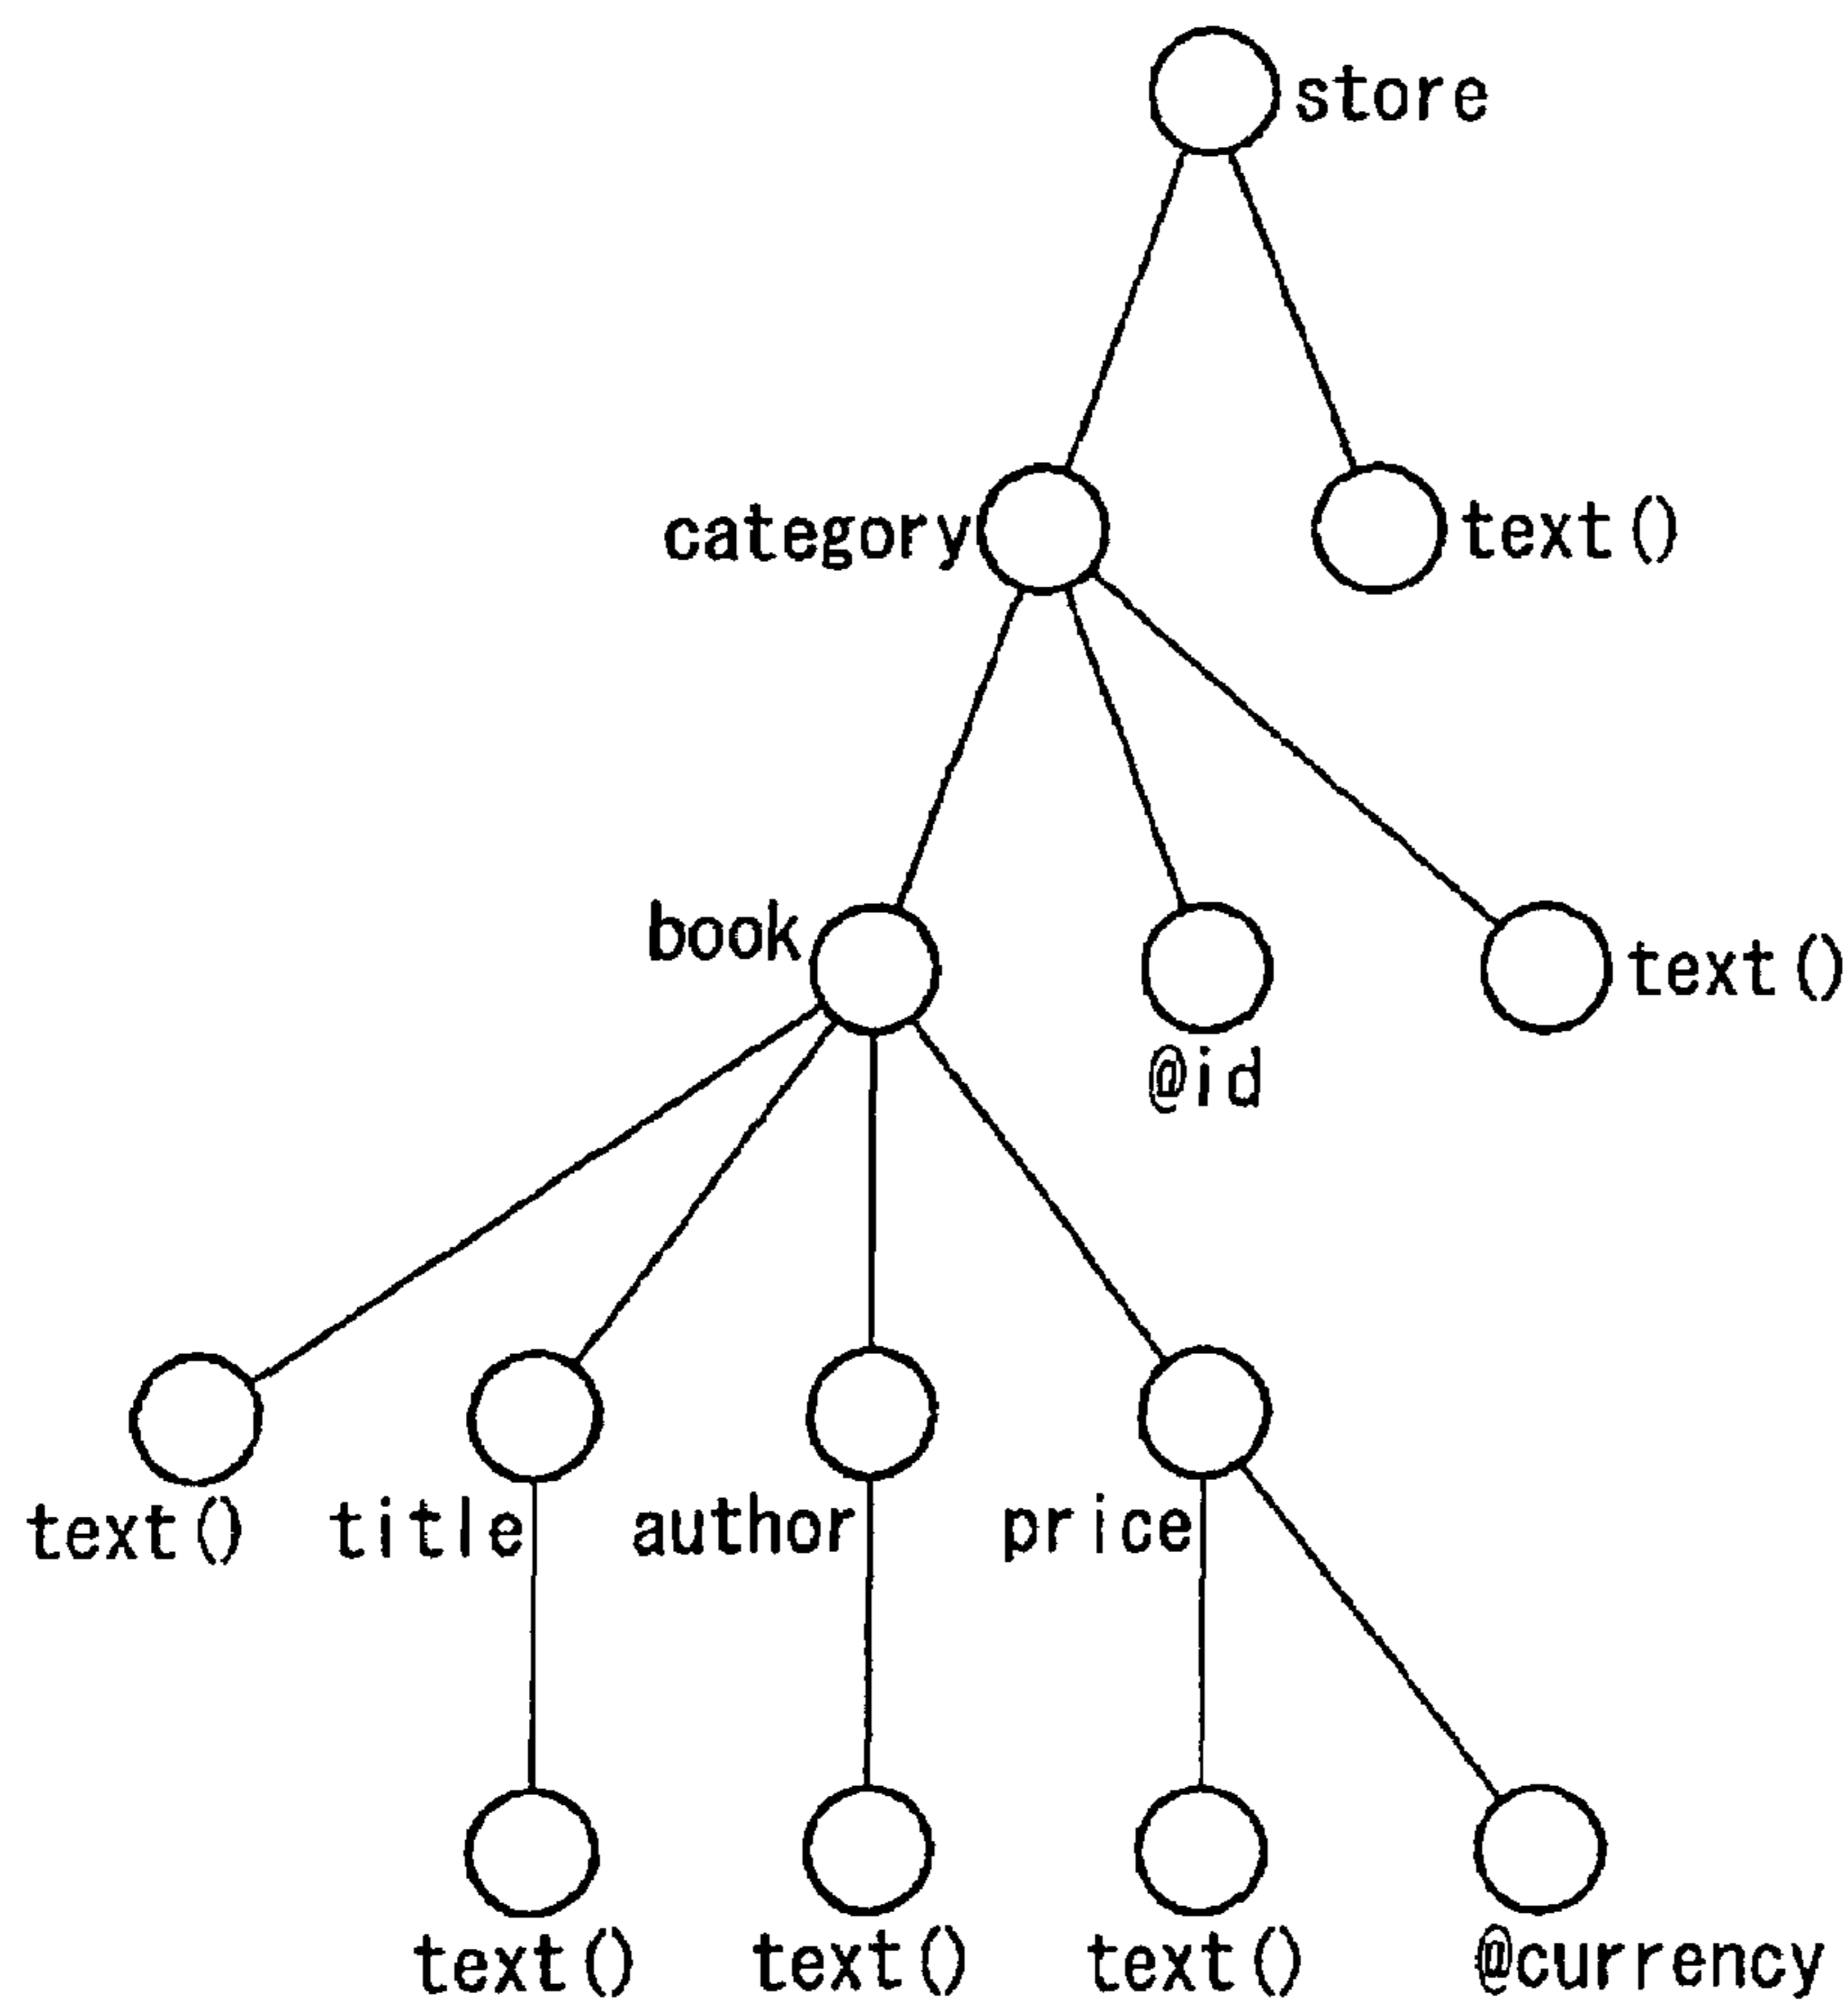 store
category text()
book text()
@id
text() title author price
text() text() text() @currency